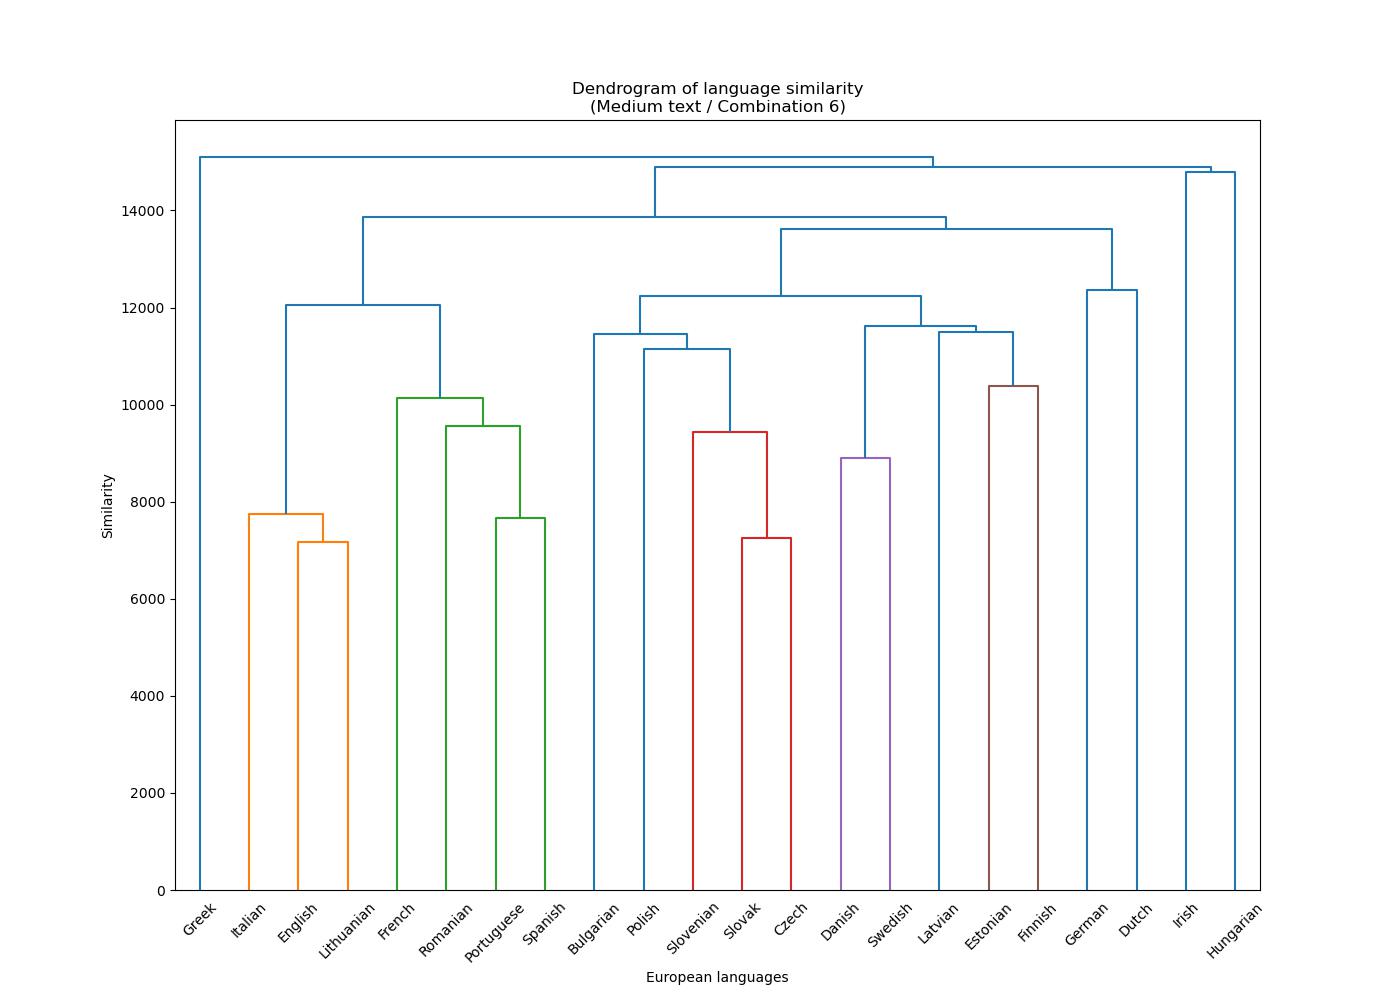 Dendrogram of language similarity
(Medium text / Combination 6)
Similarity
14000
12000
10000
8000
6000
4000
2000
0
Greek
Italian
English
Lithuanian
French
Romanian
Portuguese
Spanish
Bulgarian
Polish
Slovenian
Slovak
Czech
Danish
Swedish
Latvian
Estonian
Finnish
German
Dutch
Irish
Hungarian
European languages